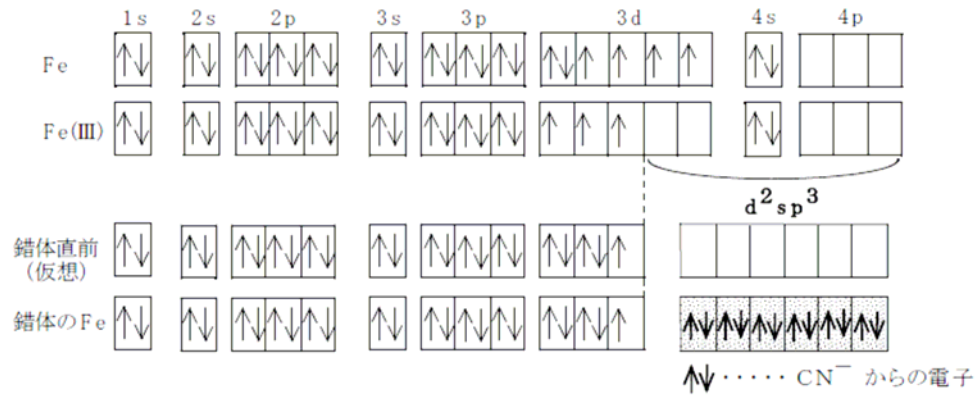 1s 2s 2p 3s 3p 3d 4s 4p
Fe
Fe(Ⅲ)
d²sp³
錯体直前
(仮想)
錯体のFe
····· CN⁻ からの電子